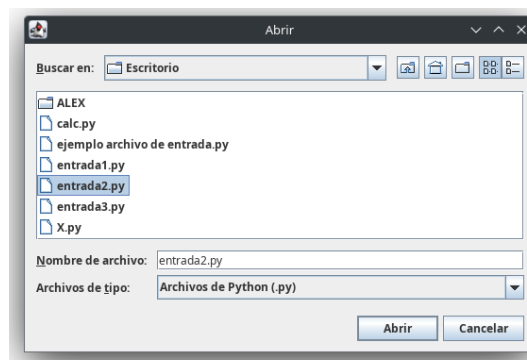 Abrir
Buscar en: Escritorio
ALEX
calc.py
ejemplo archivo de entrada.py
entrada1.py
entrada2.py
entrada3.py
X.py
Nombre de archivo: entrada2.py
Archivos de tipo: Archivos de Python (.py)
Abrir Cancelar